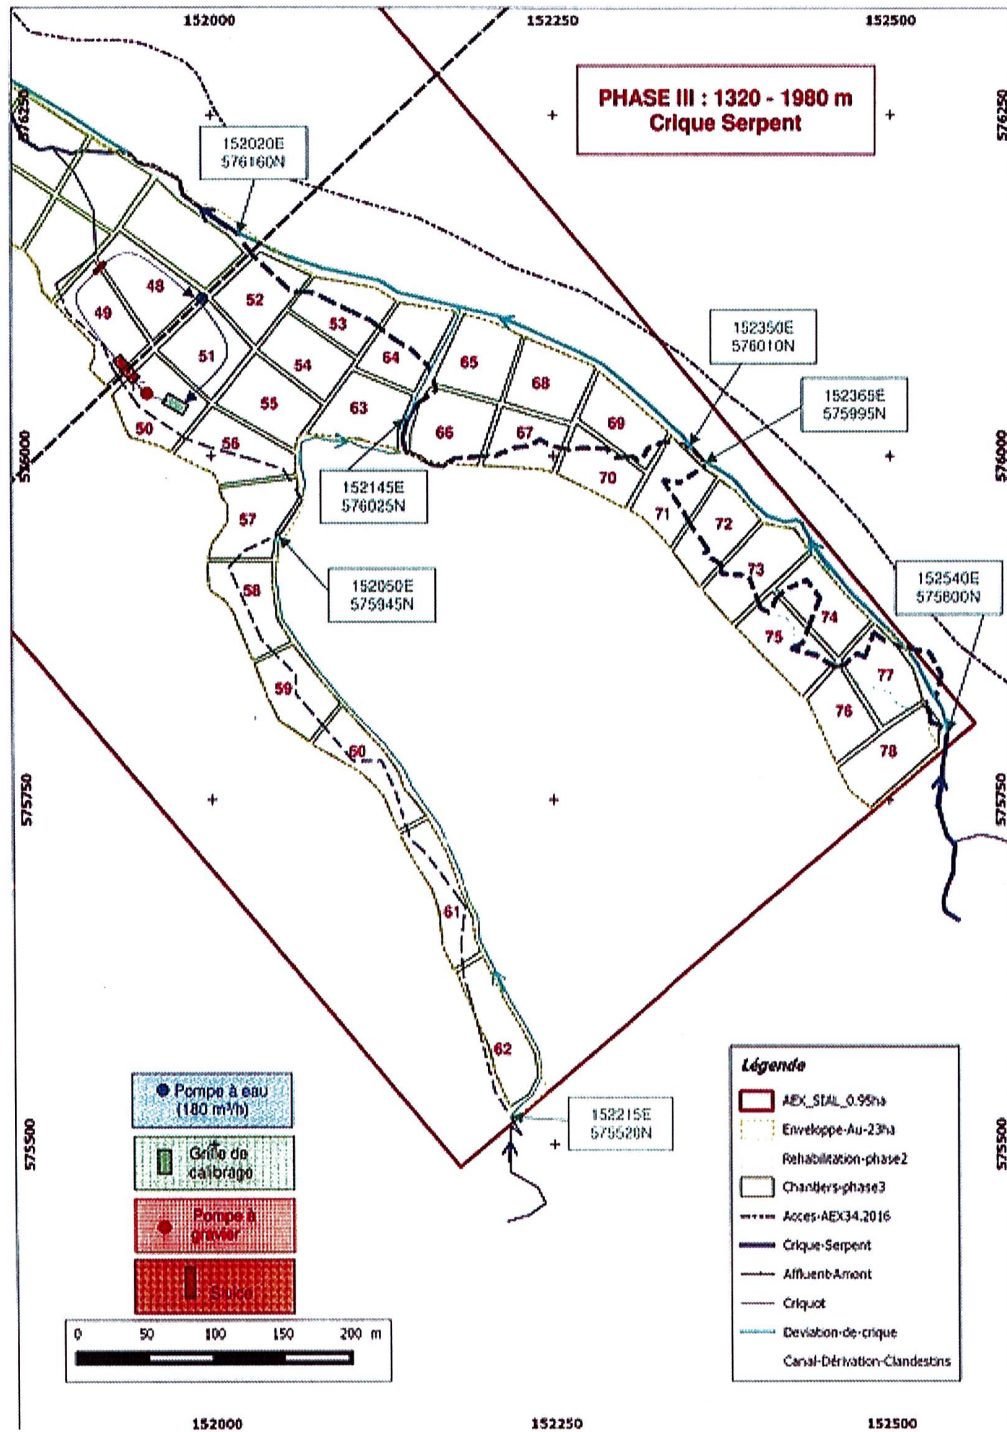 152000
152250
152500
576250
576250
PHASE III : 1320 - 1980 m
Crique Serpent
152020E
576160N
48
49
50
51
52
53
54
55
56
57
58
59
60
61
62
63
64
65
66
67
68
69
70
71
72
73
74
75
76
77
78
152350E
576010N
152365E
575995N
576000
576000
152145E
576025N
152050E
575945N
152540E
575800N
575750
575750
152215E
575520N
575500
575500
Pompe à eau
(180 m³/h)
Grille de
calibrage
Pompe à
gravier
Sluice
0 50 100 150 200 m
Légende
AEX_SIAL_0.95ha
Enveloppe-Au-23ha
Rehabilitation-phase2
Chantiers-phase3
Acces-AEX34.2016
Crique-Serpent
Affluent-Amont
Criquot
Deviation-de-crique
Canal-Dérivation-Clandestins
152000
152250
152500